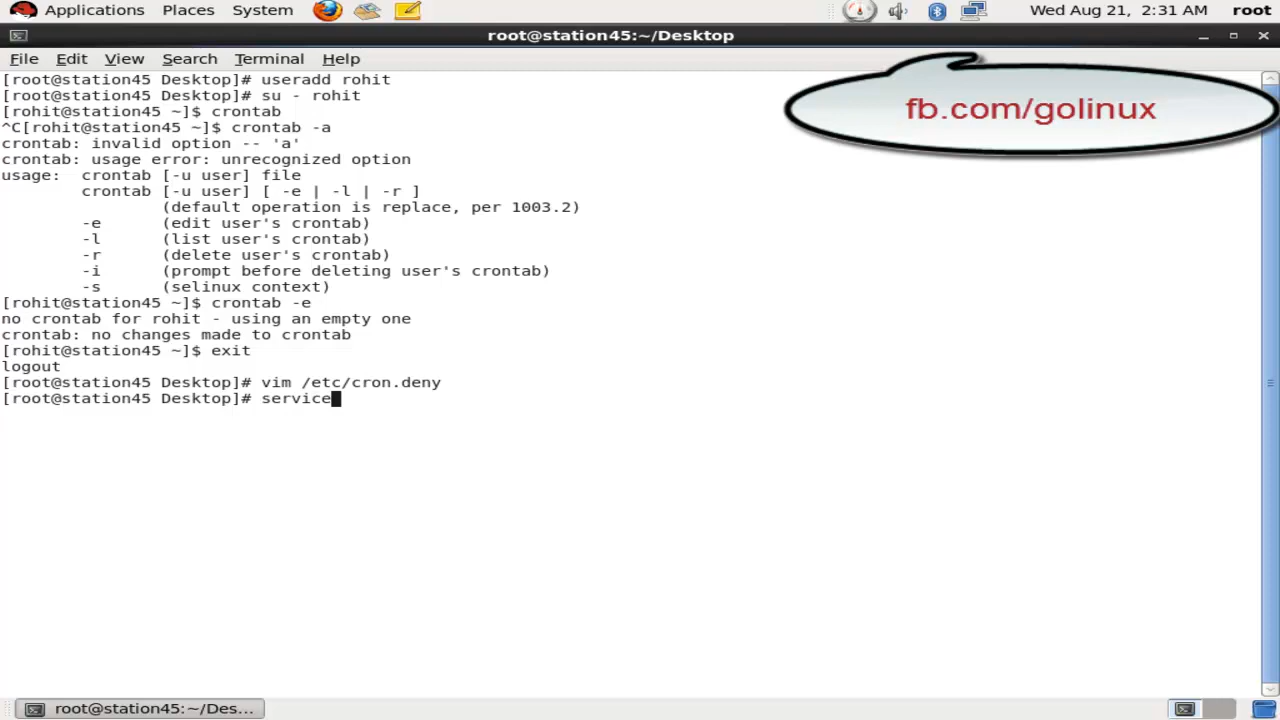 Applications Places System Wed Aug 21, 2:31 AM root
root@station45:~/Desktop
File Edit View Search Terminal Help
fb.com/golinux
[root@station45 Desktop]# useradd rohit
[root@station45 Desktop]# su - rohit
[rohit@station45 ~]$ crontab
^C[rohit@station45 ~]$ crontab -a
crontab: invalid option -- 'a'
crontab: usage error: unrecognized option
usage:  crontab [-u user] file
        crontab [-u user] [ -e | -l | -r ]
                (default operation is replace, per 1003.2)
        -e      (edit user's crontab)
        -l      (list user's crontab)
        -r      (delete user's crontab)
        -i      (prompt before deleting user's crontab)
        -s      (selinux context)
[rohit@station45 ~]$ crontab -e
no crontab for rohit - using an empty one
crontab: no changes made to crontab
[rohit@station45 ~]$ exit
logout
[root@station45 Desktop]# vim /etc/cron.deny
[root@station45 Desktop]# service
root@station45:~/Des...